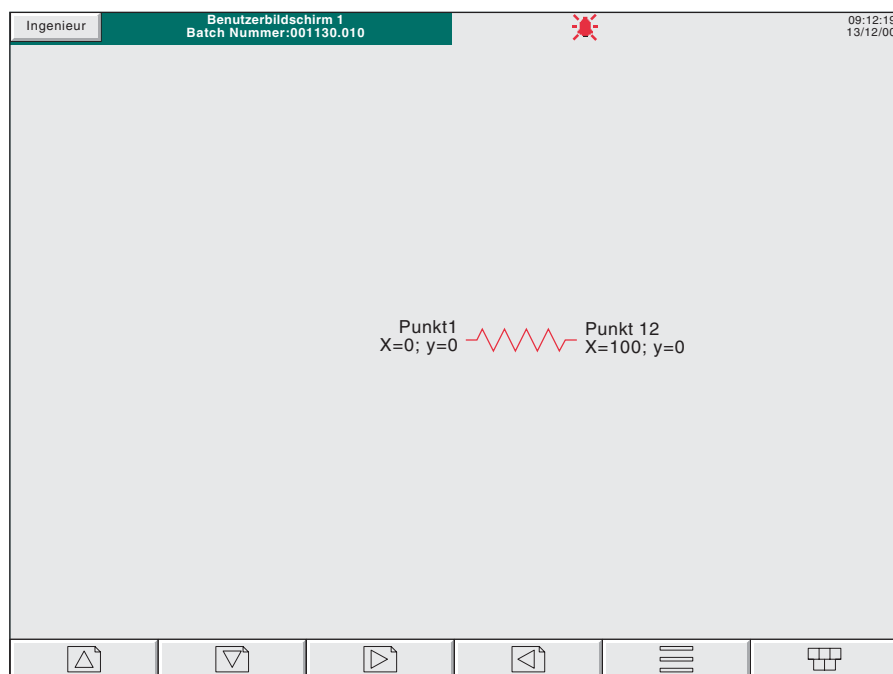 Ingenieur
Benutzerbildschirm 1
Batch Nummer:001130.010
09:12:19
13/12/00
Punkt1
X=0; y=0
Punkt 12
X=100; y=0